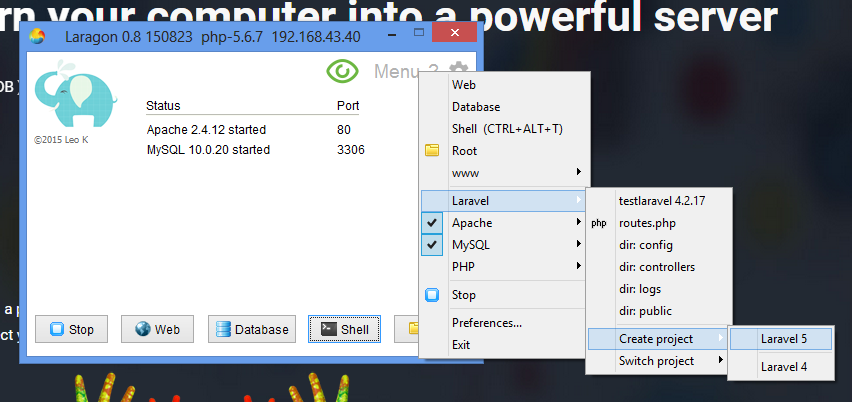 rn your computer into a powerful server
Laragon 0.8 150823 php-5.6.7 192.168.43.40
DB )
Menu
Status Port
Apache 2.4.12 started 80
MySQL 10.0.20 started 3306
©2015 Leo K
Web
Database
Shell (CTRL+ALT+T)
Root
www
Laravel
Apache
MySQL
PHP
Stop
Preferences...
Exit
testlaravel 4.2.17
php routes.php
dir: config
dir: controllers
dir: logs
dir: public
Create project
Switch project
Laravel 5
Laravel 4
a p
ct y
Stop
Web
Database
Shell